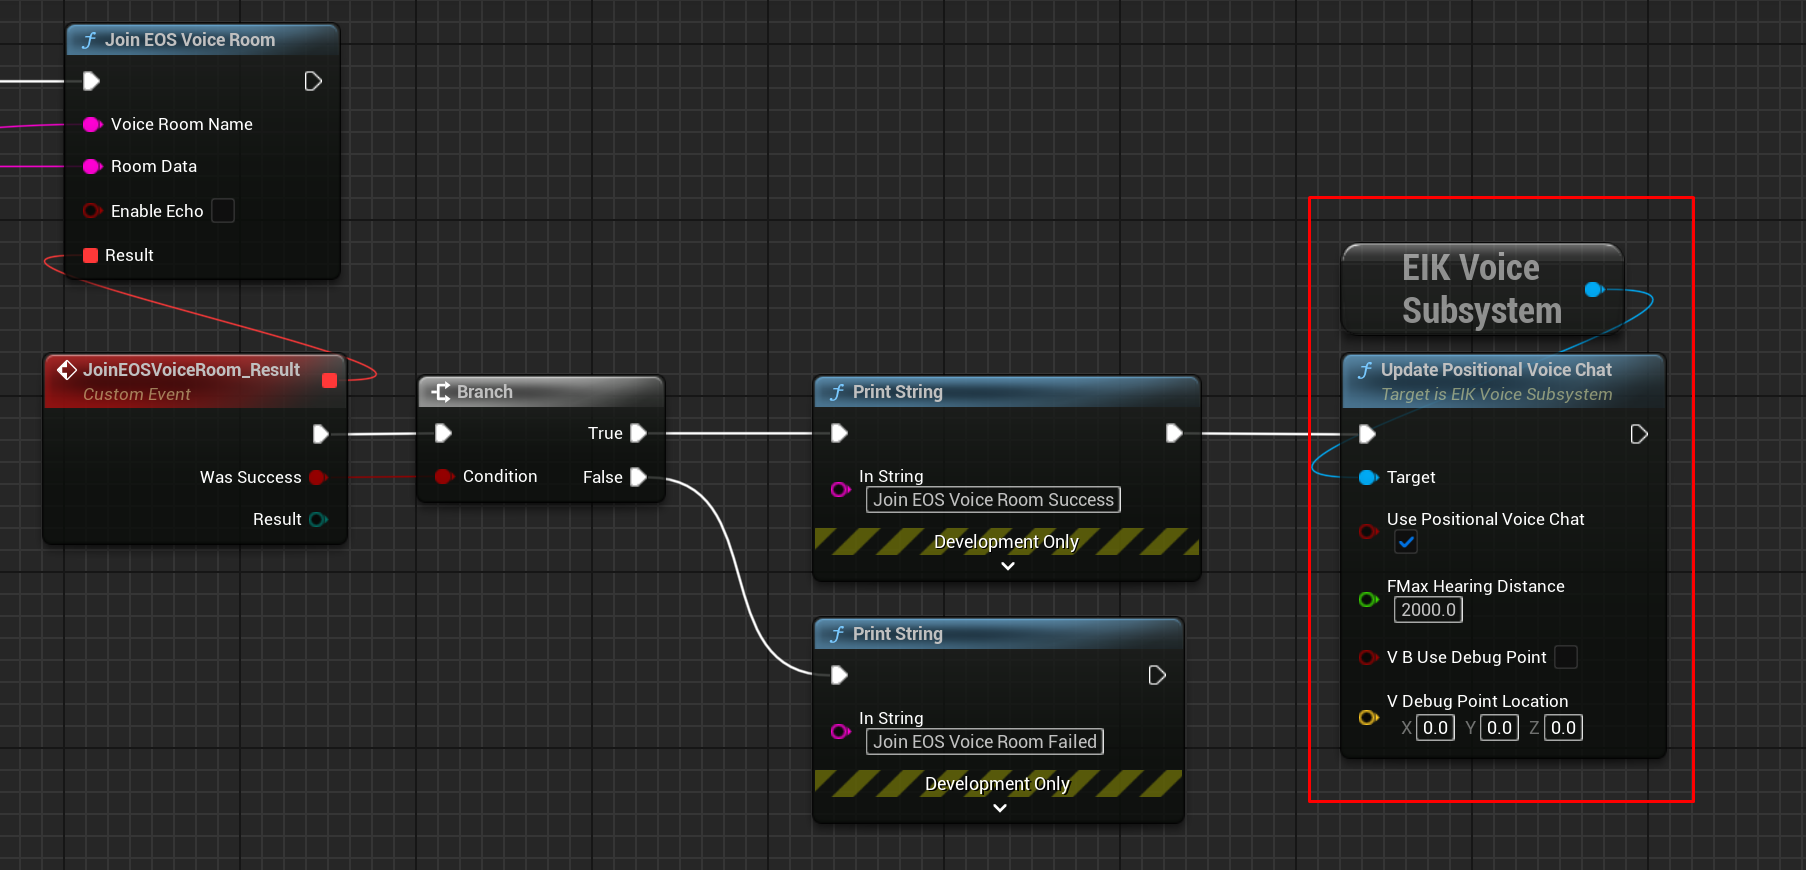 Join EOS Voice Room
Voice Room Name
Room Data
Enable Echo
Result
JoinEOSVoiceRoom_Result
Custom Event
Was Success
Result
Branch
True
Condition
False
Print String
In String
Join EOS Voice Room Success
Development Only
Print String
In String
Join EOS Voice Room Failed
Development Only
EIK Voice
Subsystem
Update Positional Voice Chat
Target is EIK Voice Subsystem
Target
Use Positional Voice Chat
FMax Hearing Distance
2000.0
V B Use Debug Point
V Debug Point Location
X 0.0 Y 0.0 Z 0.0